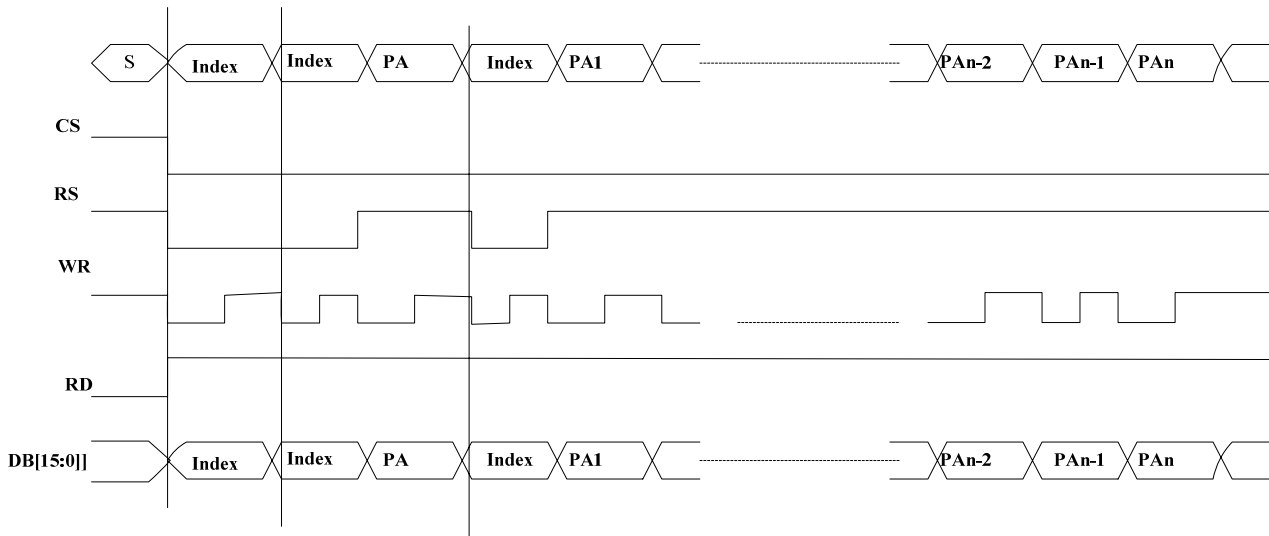 S Index Index PA Index PA1 PAn-2 PAn-1 PAn
CS
RS
WR
RD
DB[15:0]] Index Index PA Index PA1 PAn-2 PAn-1 PAn